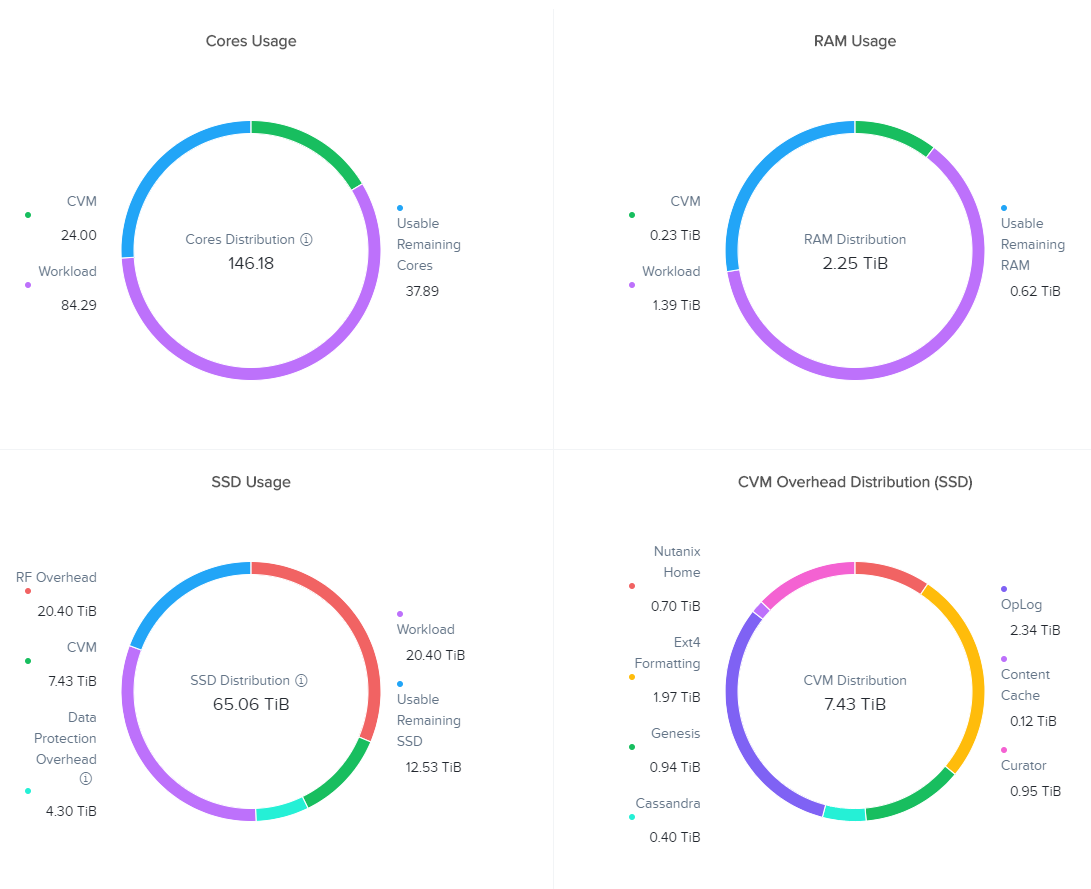 Cores Usage
CVM
24.00
Workload
84.29
Cores Distribution
146.18
Usable
Remaining
Cores
37.89
RAM Usage
CVM
0.23 TiB
Workload
1.39 TiB
RAM Distribution
2.25 TiB
Usable
Remaining
RAM
0.62 TiB
SSD Usage
RF Overhead
20.40 TiB
CVM
7.43 TiB
Data
Protection
Overhead
4.30 TiB
SSD Distribution
65.06 TiB
Workload
20.40 TiB
Usable
Remaining
SSD
12.53 TiB
CVM Overhead Distribution (SSD)
Nutanix
Home
0.70 TiB
Ext4
Formatting
1.97 TiB
Genesis
0.94 TiB
Cassandra
0.40 TiB
CVM Distribution
7.43 TiB
OpLog
2.34 TiB
Content
Cache
0.12 TiB
Curator
0.95 TiB